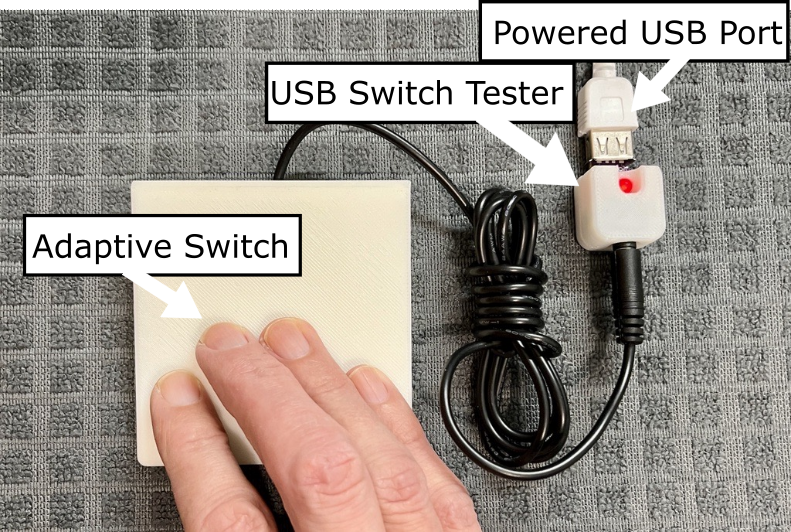 Powered USB Port
USB Switch Tester
Adaptive Switch